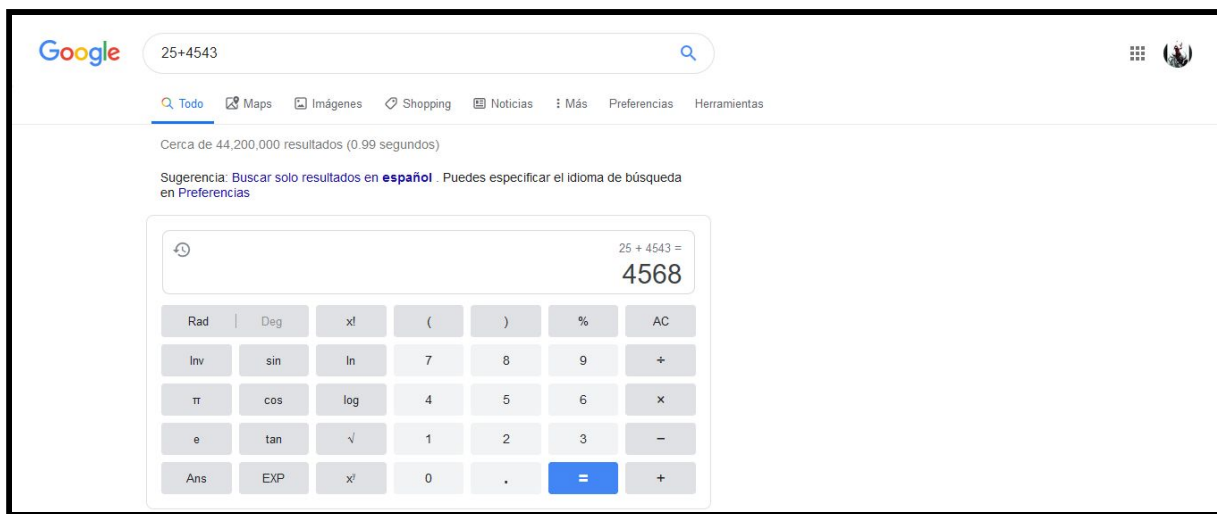 Google 25+4543
Todo Maps Imágenes Shopping Noticias Más Preferencias Herramientas
Cerca de 44,200,000 resultados (0.99 segundos)
Sugerencia: Buscar solo resultados en español . Puedes especificar el idioma de búsqueda
en Preferencias
25 + 4543 =
4568
Rad | Deg x! ( ) % AC
Inv sin ln 7 8 9 ÷
π cos log 4 5 6 ×
e tan √ 1 2 3 −
Ans EXP xʸ 0 . = +